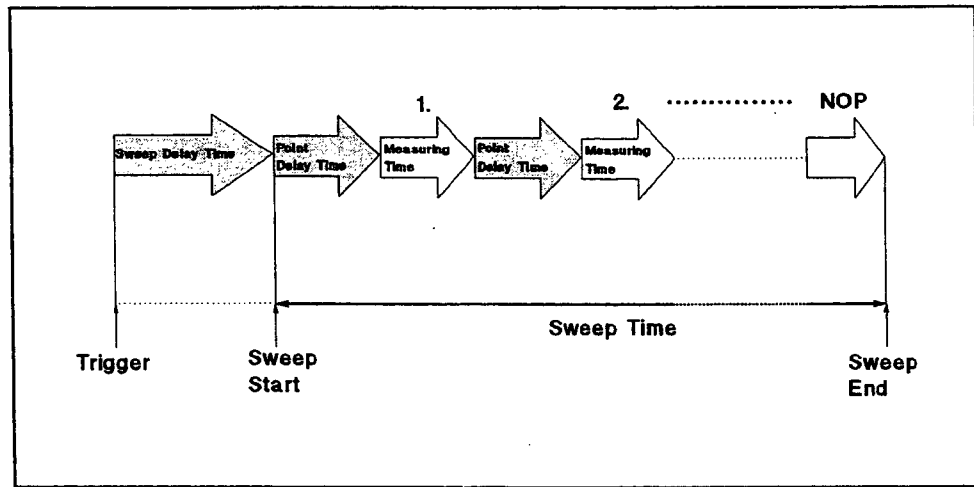 1.
2.
NOP
Sweep Delay Time
Point
Delay Time
Measuring
Time
Point
Delay Time
Measuring
Time
Sweep Time
Trigger
Sweep
Start
Sweep
End